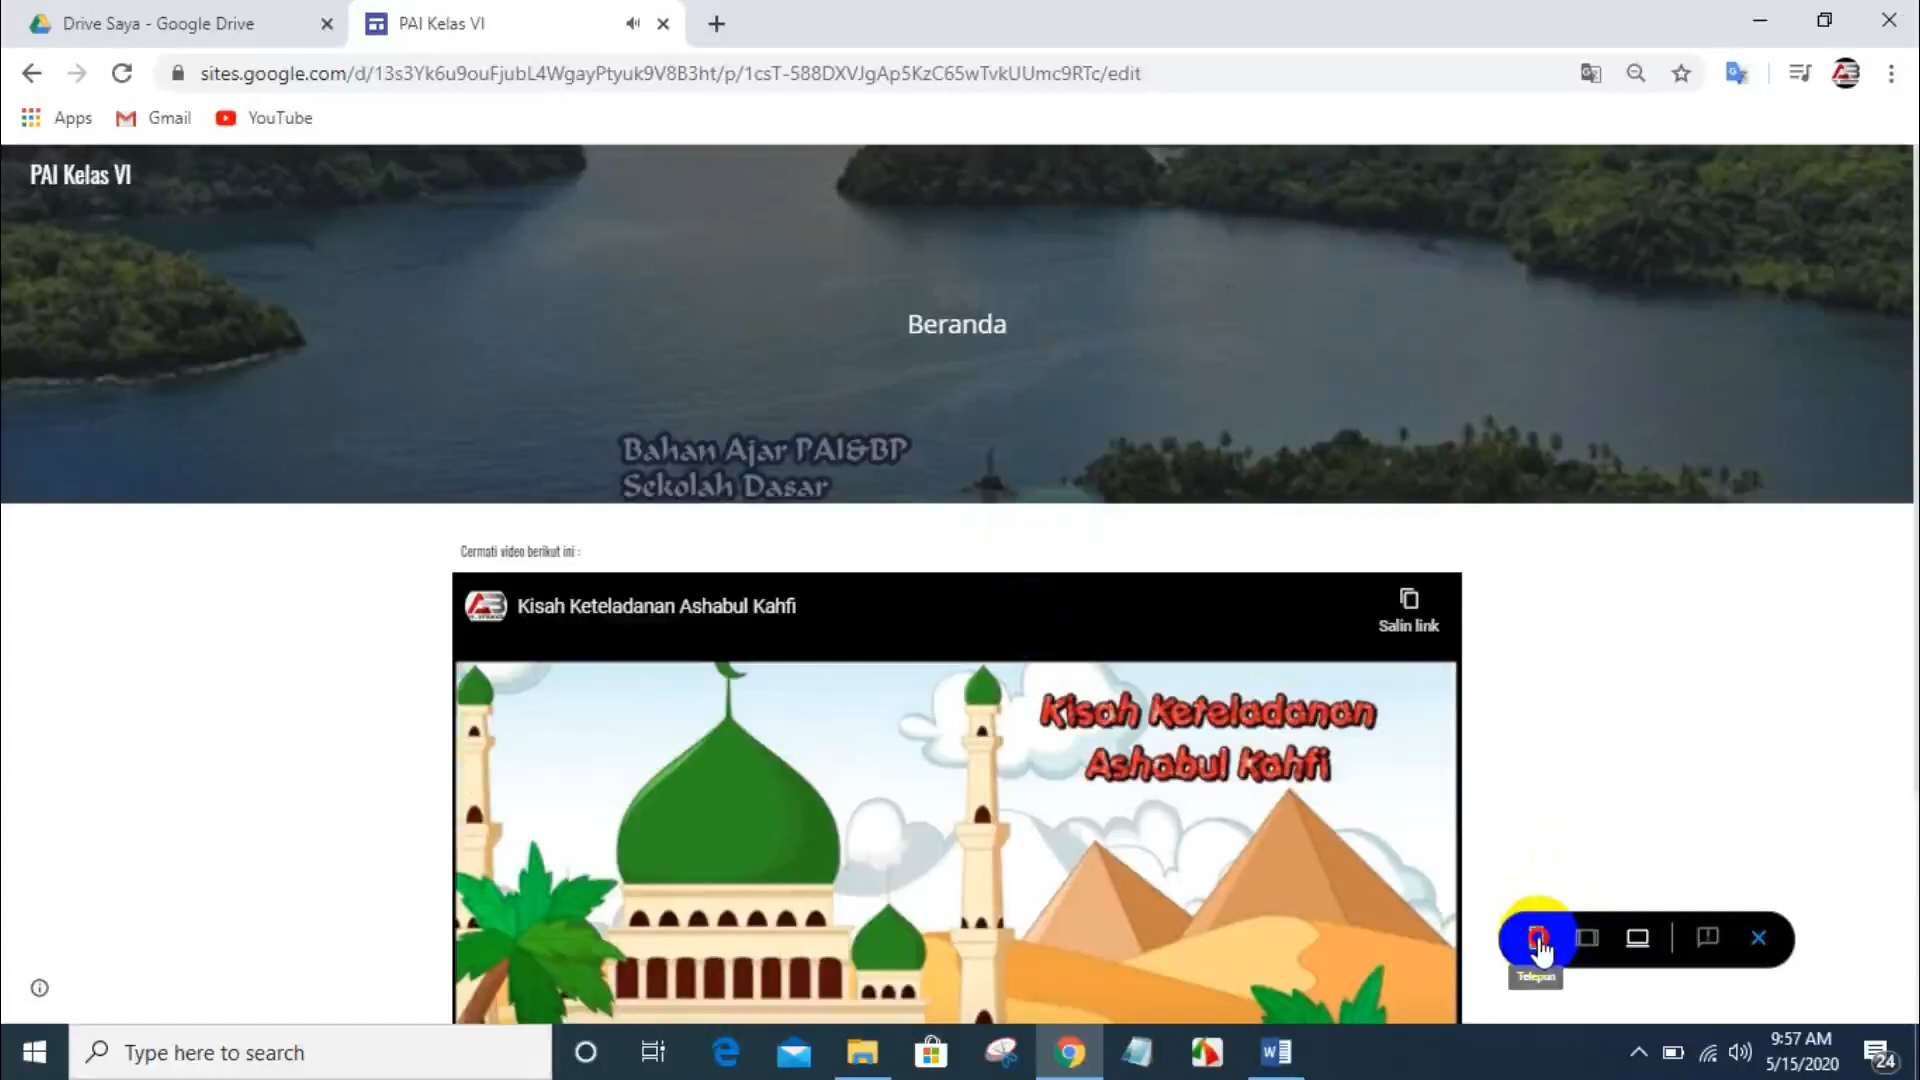 Drive Saya - Google Drive
PAI Kelas VI
sites.google.com/d/13s3Yk6u9ouFjubL4WgayPtyuk9V8B3ht/p/1csT-588DXVJgAp5KzC65wTvkUUmc9RTc/edit
Apps
Gmail
YouTube
PAI Kelas VI
Beranda
Bahan Ajar PAI&BP
Sekolah Dasar
Cermati video berikut ini :
Kisah Keteladanan Ashabul Kahfi
Salin link
Kisah Keteladanan
Ashabul Kahfi
Telepon
Type here to search
9:57 AM
5/15/2020
24